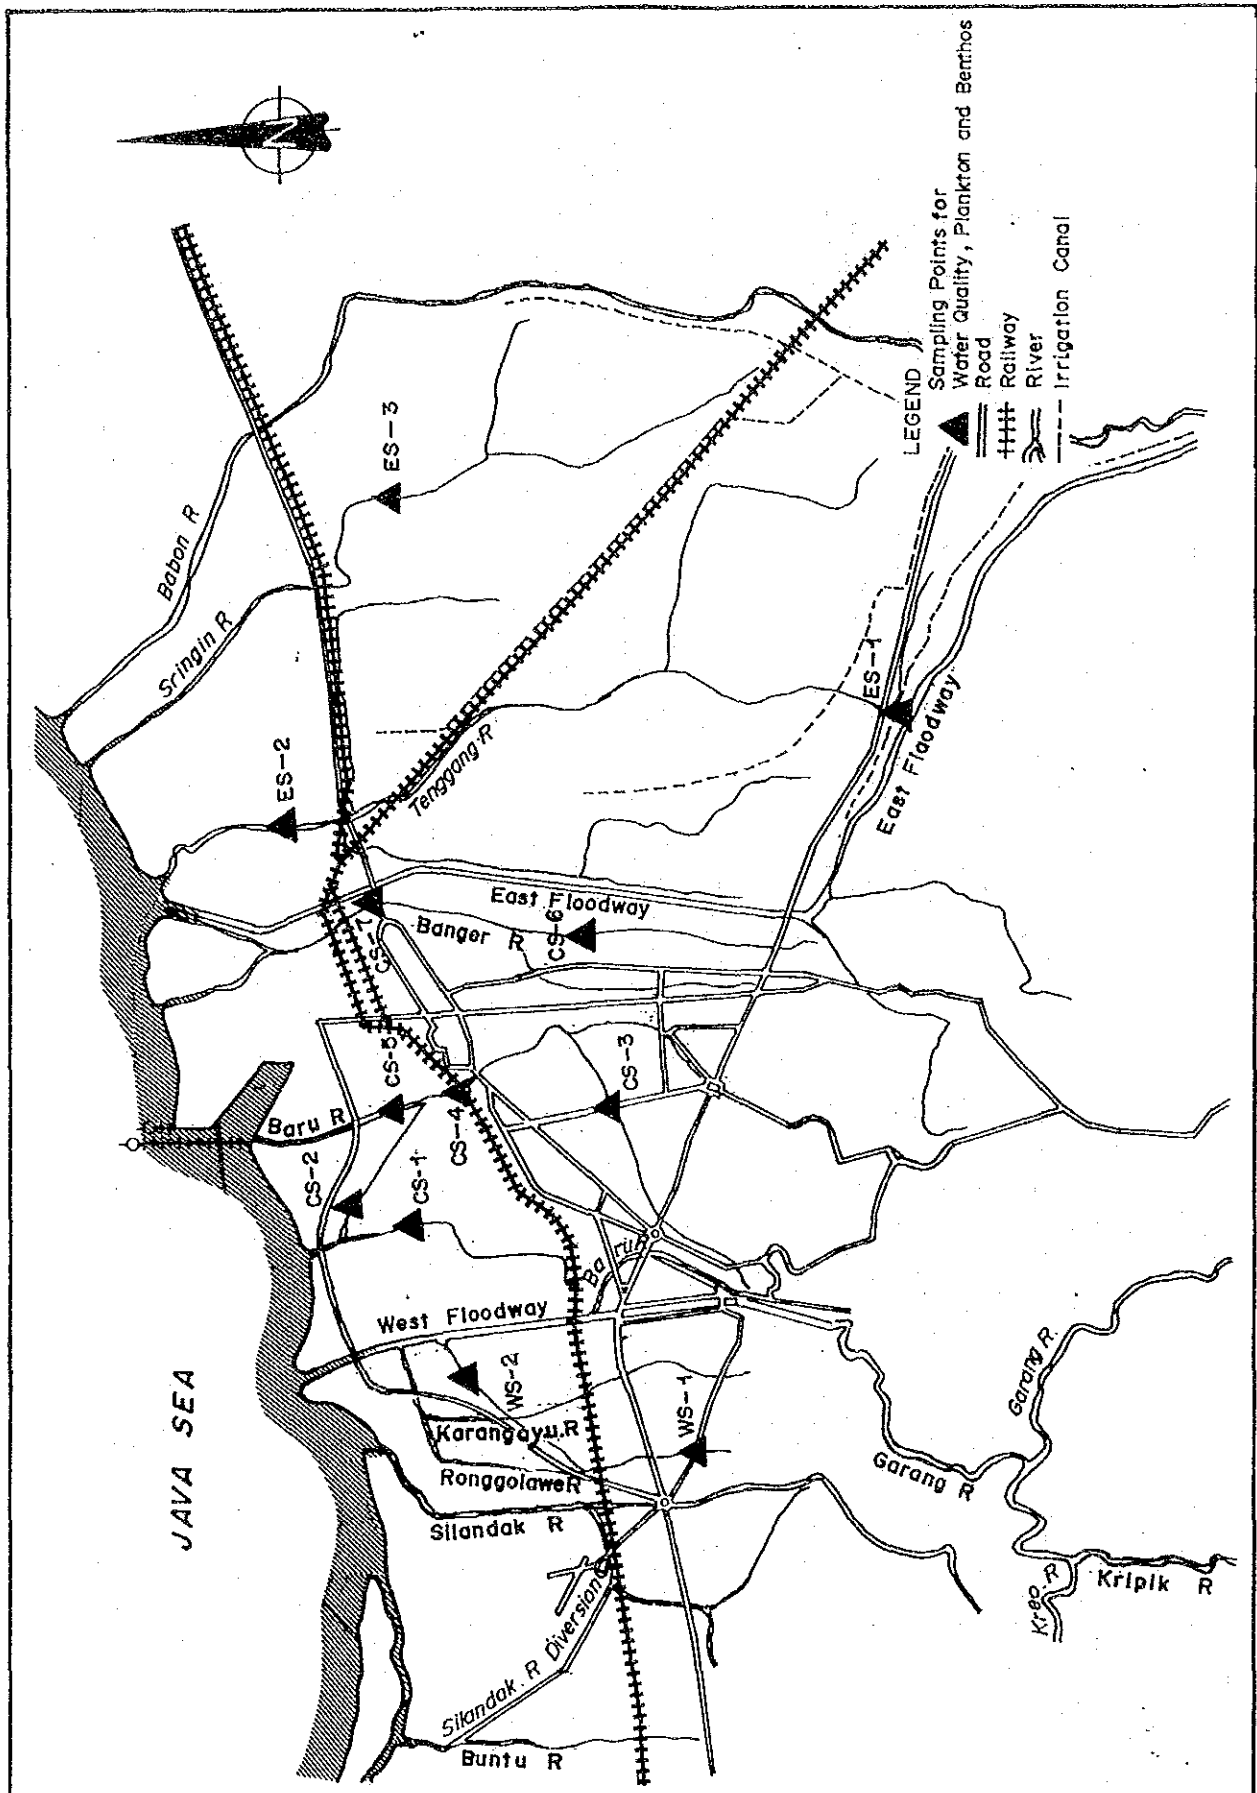 N
JAVA SEA
Babon R
Sringin R
ES-3
ES-2
Tenggang R
ES-1
East Floodway
East Floodway
Banger R
CS-6
CS-7
CS-5
CS-4
CS-3
Baru R
CS-2
CS-1
Baru R
West Floodway
WS-2
WS-1
Karangayu.R
RonggolaweR
Silandak R
Silandak R Diversion
Buntu R
Garang R
Garang R.
Kreo R
Kripik R
LEGEND
Sampling Points for
Water Quality, Plankton and Benthos
Road
Railway
River
Irrigation Canal